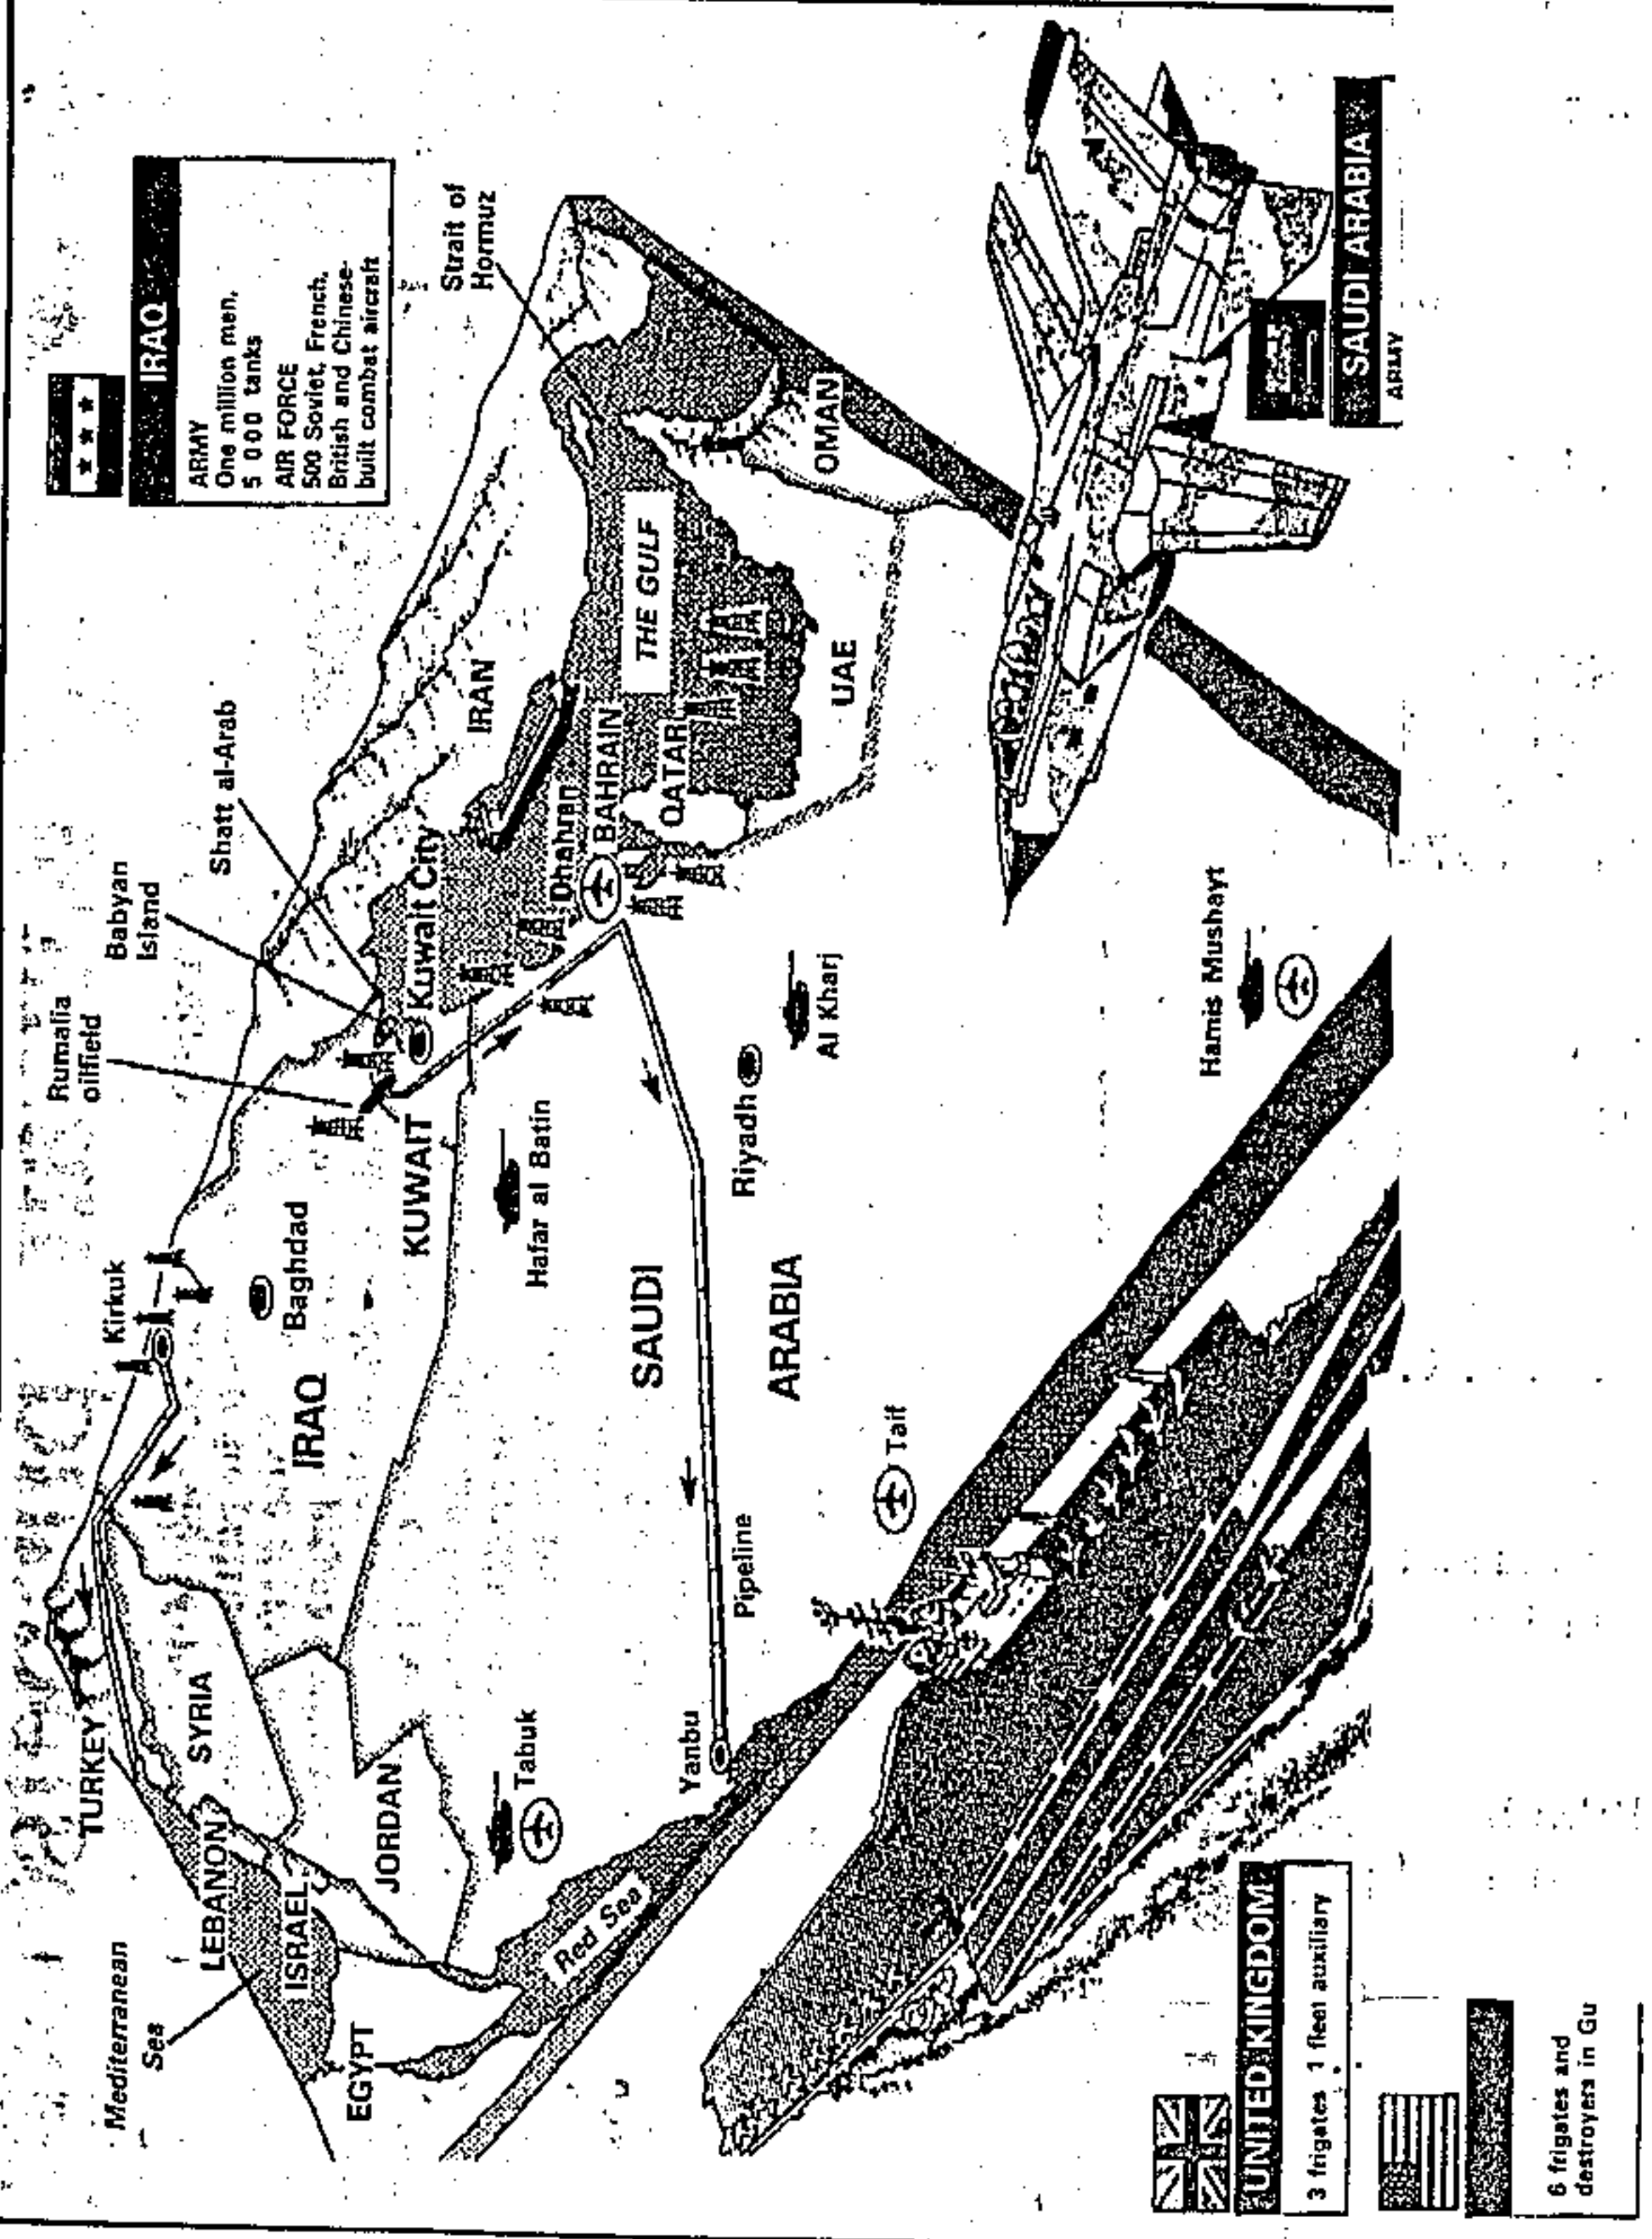 IRAQ
ARMY
One million men,
5 000 tanks
AIR FORCE
500 Soviet, French,
British and Chinese-
built combat aircraft
Mediterranean
Sea
TURKEY
Kirkuk
Rumalia
oilfield
Babyan
Island
Shatt al-Arab
Strait of
Hormuz
LEBANON
SYRIA
Baghdad
IRAQ
ISRAEL
EGYPT
JORDAN
KUWAIT
Kuwait City
IRAN
Tabuk
Hafar al Batin
Dhahran
BAHRAIN
THE GULF
QATAR
OMAN
UAE
Red Sea
SAUDI
ARABIA
Yanbu
Pipeline
Riyadh
Al Kharj
Taif
Hamis Mushayt
UNITED KINGDOM
3 frigates 1 fleet auxiliary
6 frigates and
destroyers in Gu
SAUDI ARABIA
ARMY